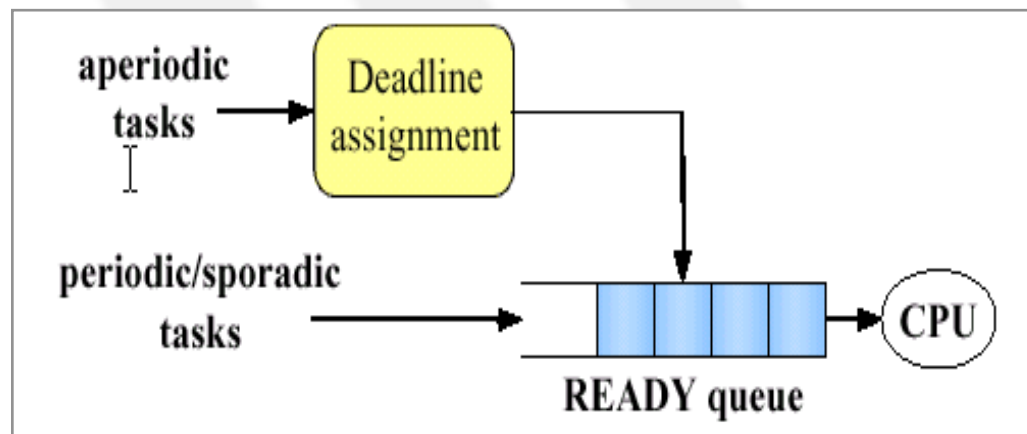 aperiodic
tasks
Deadline
assignment
periodic/sporadic
tasks
CPU
READY queue